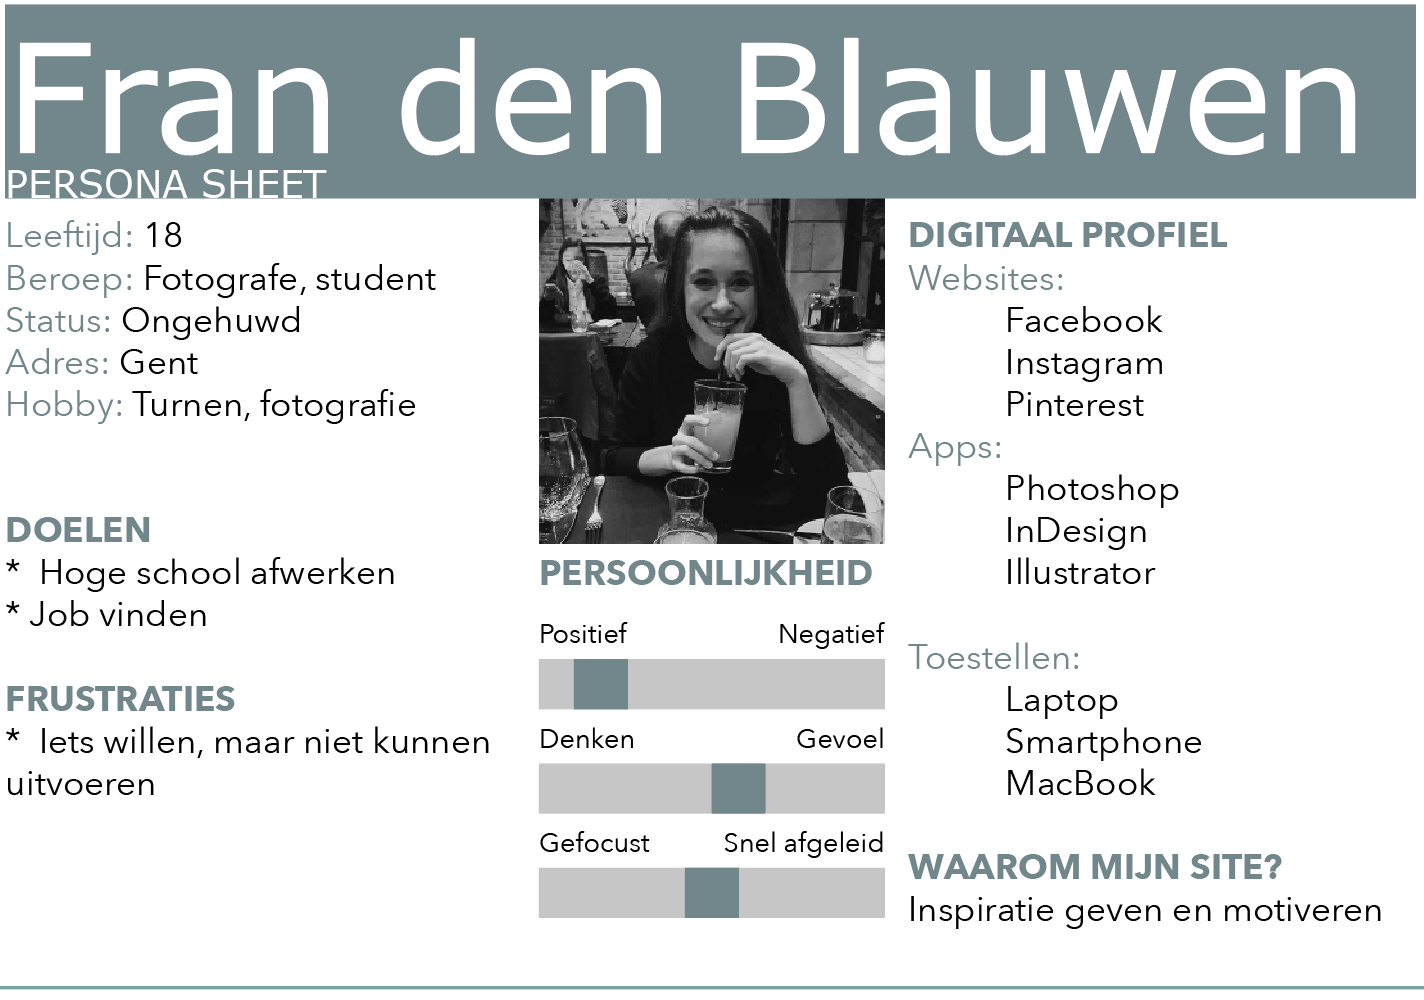 Fran den Blauwen
PERSONA SHEET
Leeftijd: 18
Beroep: Fotografe, student
Status: Ongehuwd
Adres: Gent
Hobby: Turnen, fotografie
DOELEN
*  Hoge school afwerken
* Job vinden
FRUSTRATIES
*  Iets willen, maar niet kunnen
uitvoeren
PERSOONLIJKHEID
Positief Negatief
Denken Gevoel
Gefocust Snel afgeleid
DIGITAAL PROFIEL
Websites:
Facebook
Instagram
Pinterest
Apps:
Photoshop
InDesign
Illustrator
Toestellen:
Laptop
Smartphone
MacBook
WAAROM MIJN SITE?
Inspiratie geven en motiveren